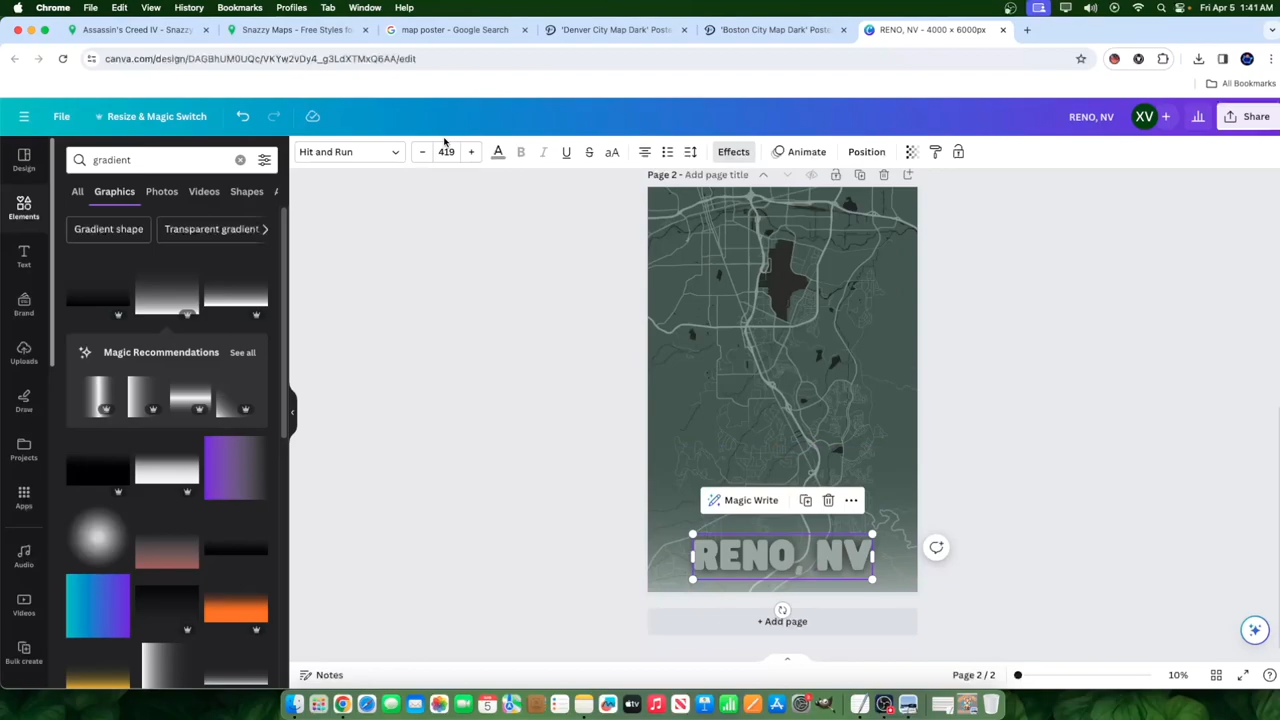 Chrome File Edit View History Bookmarks Profiles Tab Window Help Fri Apr 5 1:41 AM
Assassin's Creed IV - Snazzy Snazzy Maps - Free Styles fo map poster - Google Search 'Denver City Map Dark' Poste 'Boston City Map Dark' Poste RENO, NV - 4000 × 6000px
canva.com/design/DAGBhUM0UQc/VKYw2vDy4_g3LdXTMxQ6AA/edit
All Bookmarks
File Resize & Magic Switch RENO, NV XV Share
Design
Elements
Text
Brand
Uploads
Draw
Projects
Apps
Audio
Videos
Bulk create
gradient
All Graphics Photos Videos Shapes A
Gradient shape Transparent gradient
Magic Recommendations See all
Hit and Run 419 A B I U S aA Effects Animate Position
Page 2 - Add page title
Magic Write
RENO, NV
+ Add page
Notes Page 2 / 2 10%